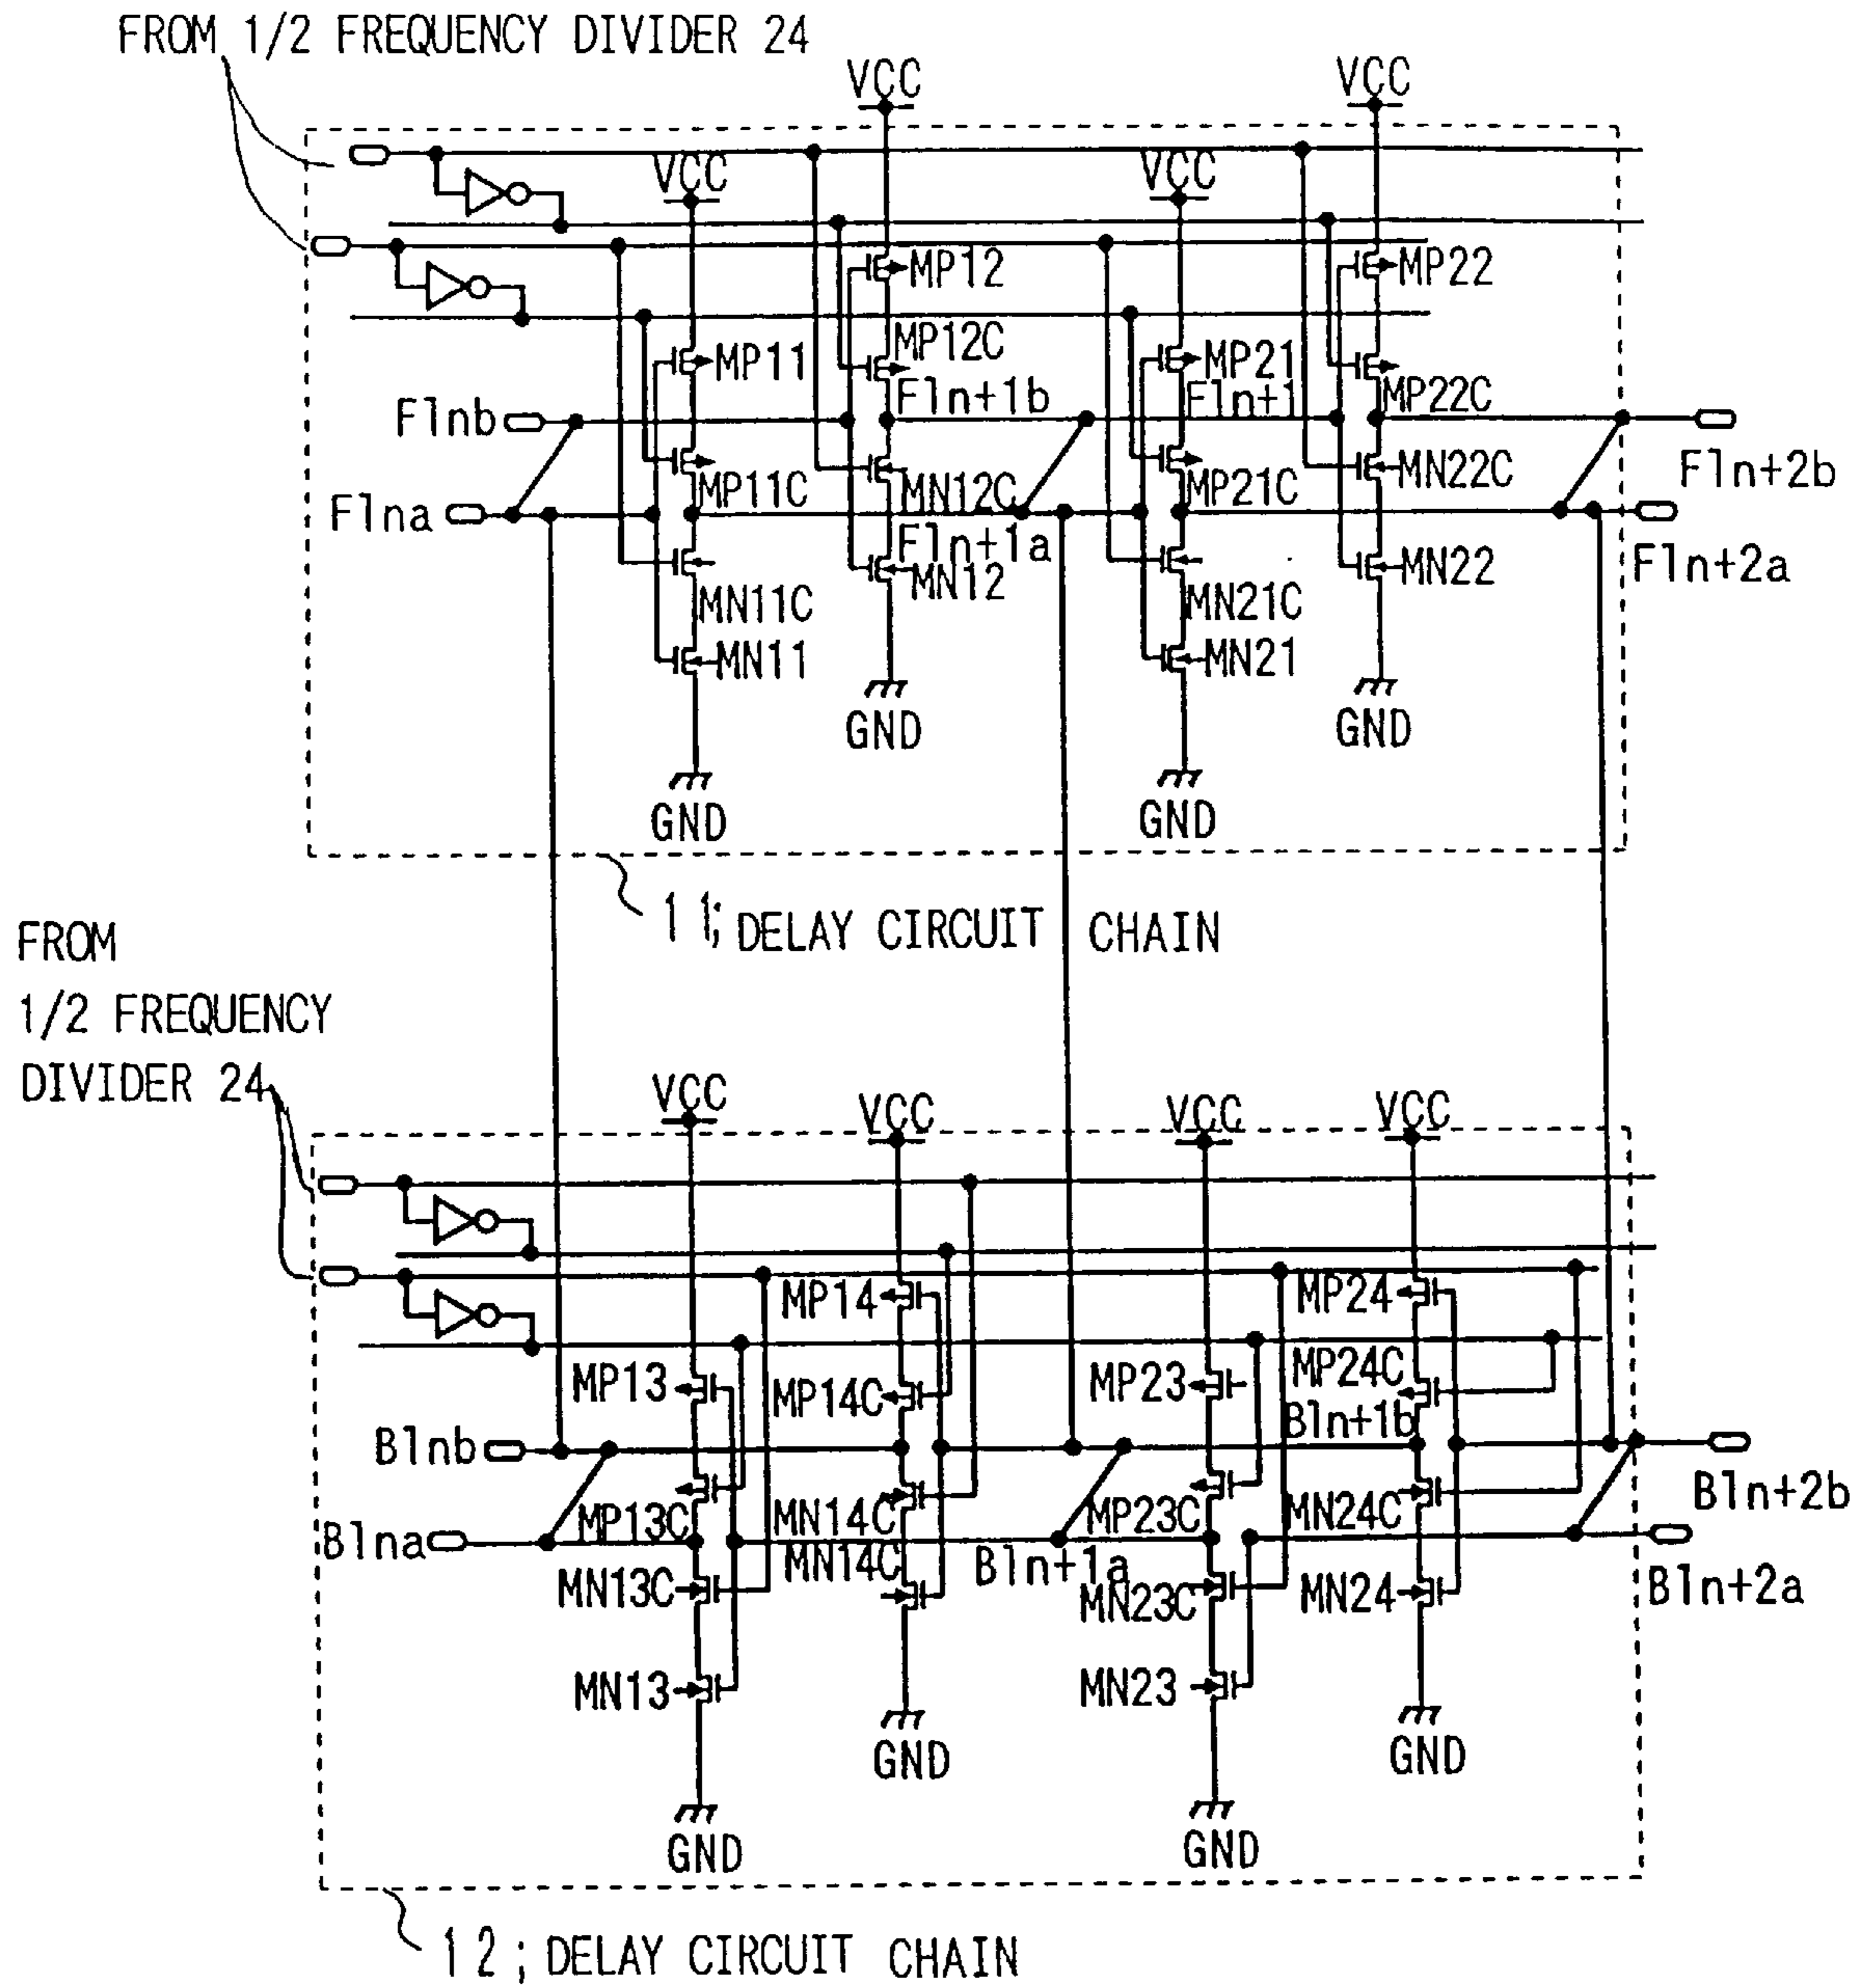 FROM 1/2 FREQUENCY DIVIDER 24
VCC
VCC
VCC
VCC
MP12
MP22
MP12C
MP11
Fln+1b
MP21
Fln+1
MP22C
Flnb
MP11C
MN12C
MP21C
MN22C
Fln+2b
Flna
Fln+1a
MN12
MN22
Fln+2a
MN11C
MN21C
MN11
MN21
GND
GND
GND
GND
11; DELAY CIRCUIT CHAIN
FROM
1/2 FREQUENCY
DIVIDER 24
VCC
VCC
VCC
VCC
MP14
MP24
MP13
MP14C
MP23
MP24C
Bln+1b
Blnb
MP13C
MN14C
MP23C
MN24C
Bln+2b
Blna
MN13C
MN14C
Bln+1a
MN23C
MN24
Bln+2a
MN13
MN23
GND
GND
GND
GND
12; DELAY CIRCUIT CHAIN